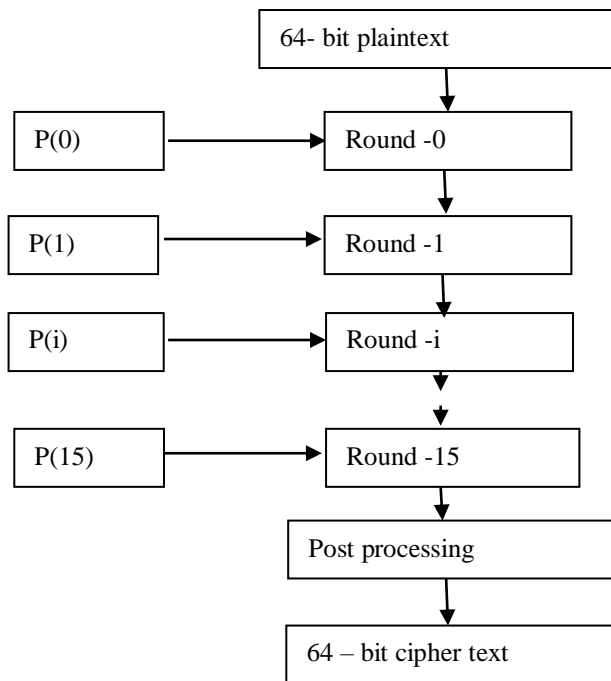 64- bit plaintext
P(0)
Round -0
P(1)
Round -1
P(i)
Round -i
P(15)
Round -15
Post processing
64 – bit cipher text